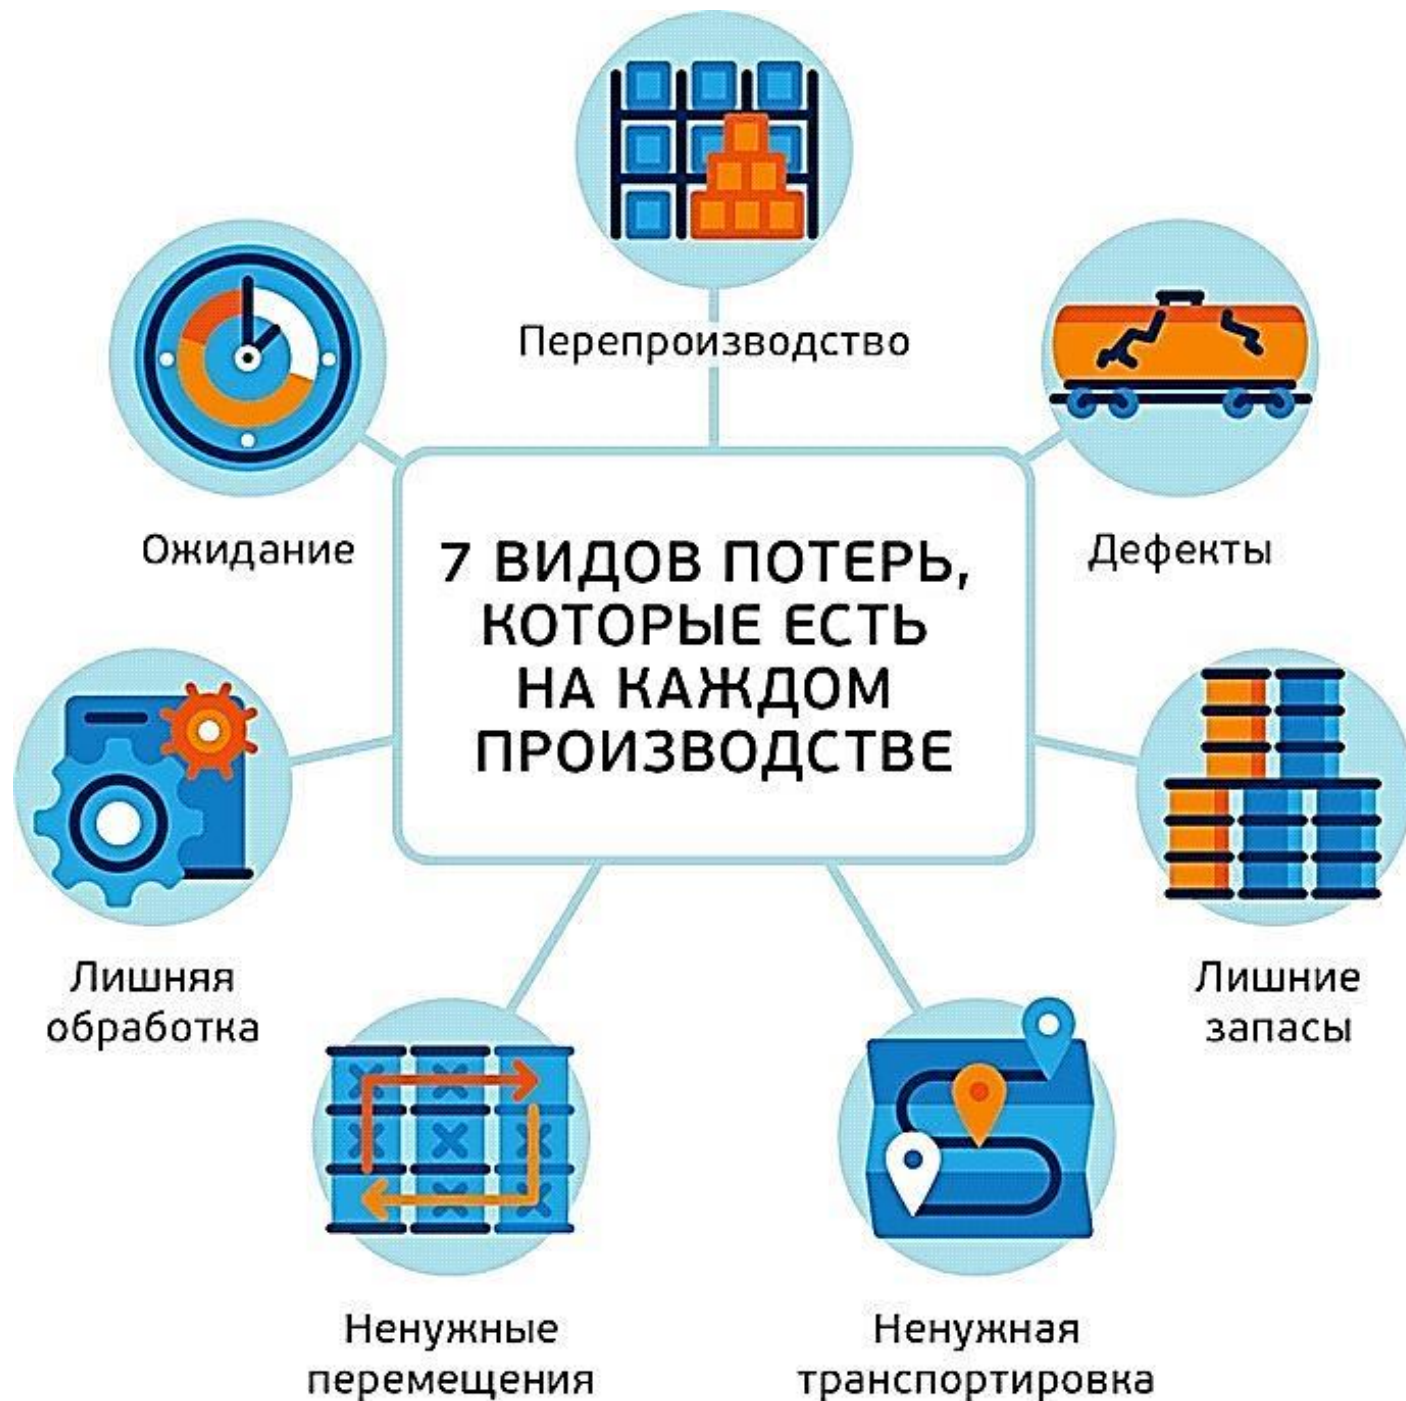 Перепроизводство
Ожидание
Дефекты
7 ВИДОВ ПОТЕРЬ,
КОТОРЫЕ ЕСТЬ
НА КАЖДОМ
ПРОИЗВОДСТВЕ
Лишняя
обработка
Лишние
запасы
Ненужные
перемещения
Ненужная
транспортировка